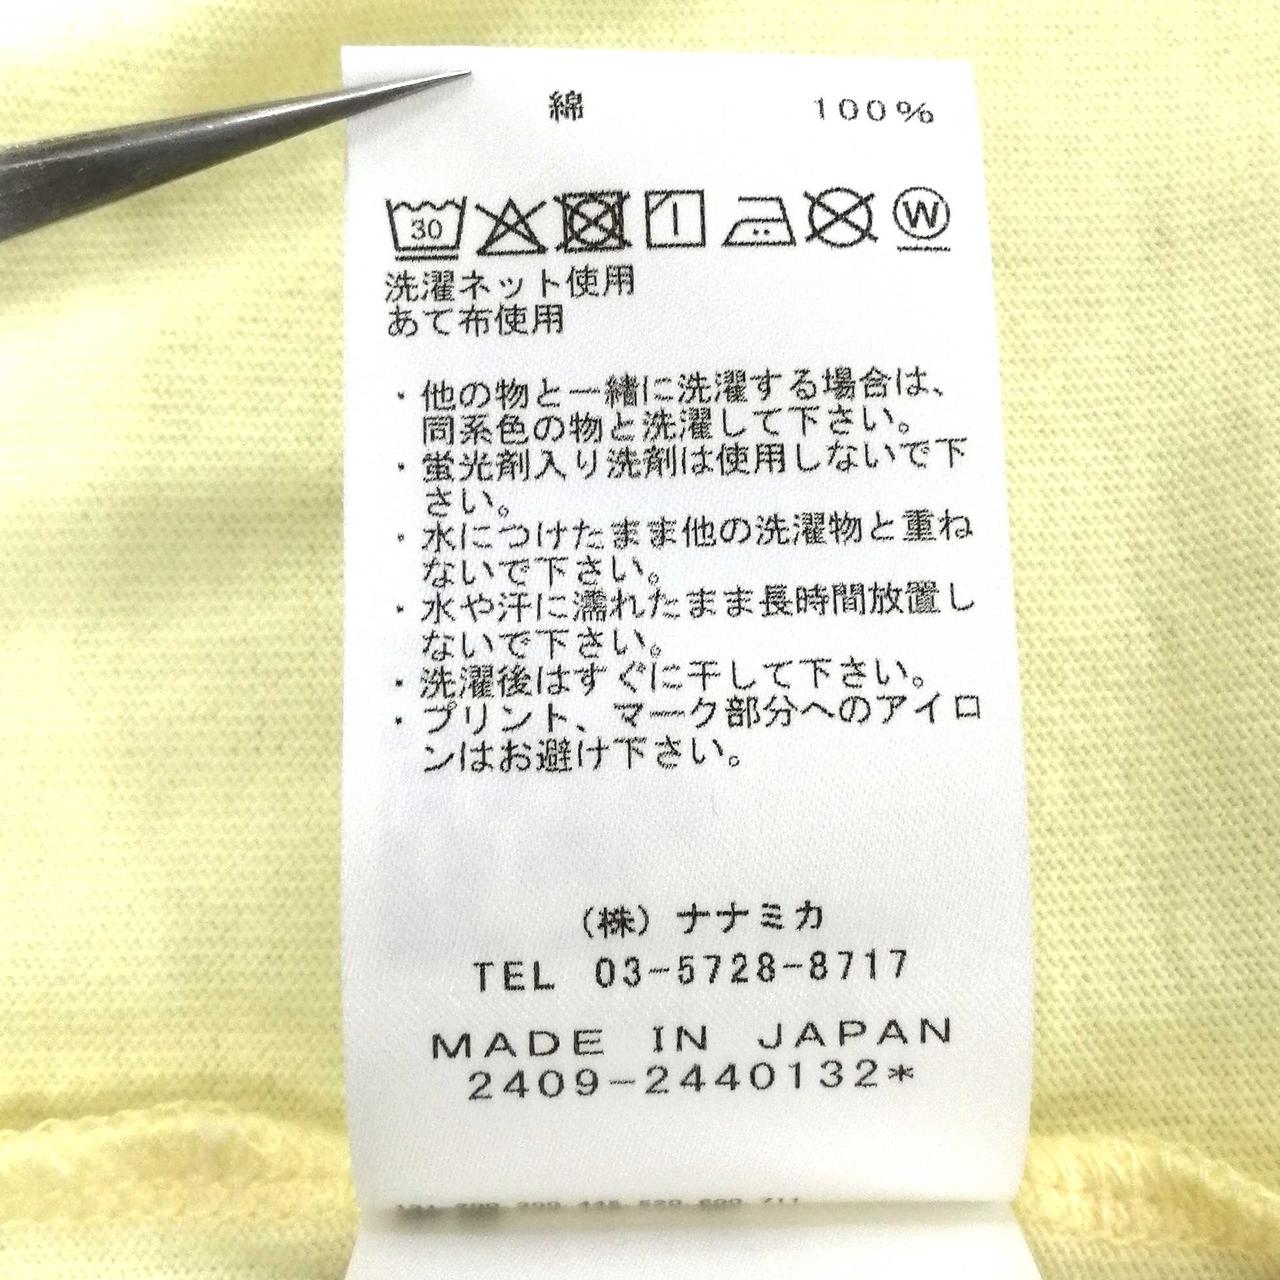 綿 100%
30 W
洗濯ネット使用
あて布使用
・他の物と一緒に洗濯する場合は、
同系色の物と洗濯して下さい。
・蛍光剤入り洗剤は使用しないで下
さい。
・水につけたまま他の洗濯物と重ね
ないで下さい。
・水や汗に濡れたまま長時間放置し
ないで下さい。
・洗濯後はすぐに干して下さい。
・プリント、マーク部分へのアイロ
ンはお避け下さい。
(株)ナナミカ
TEL 03-5728-8717
MADE IN JAPAN
2409-2440132*